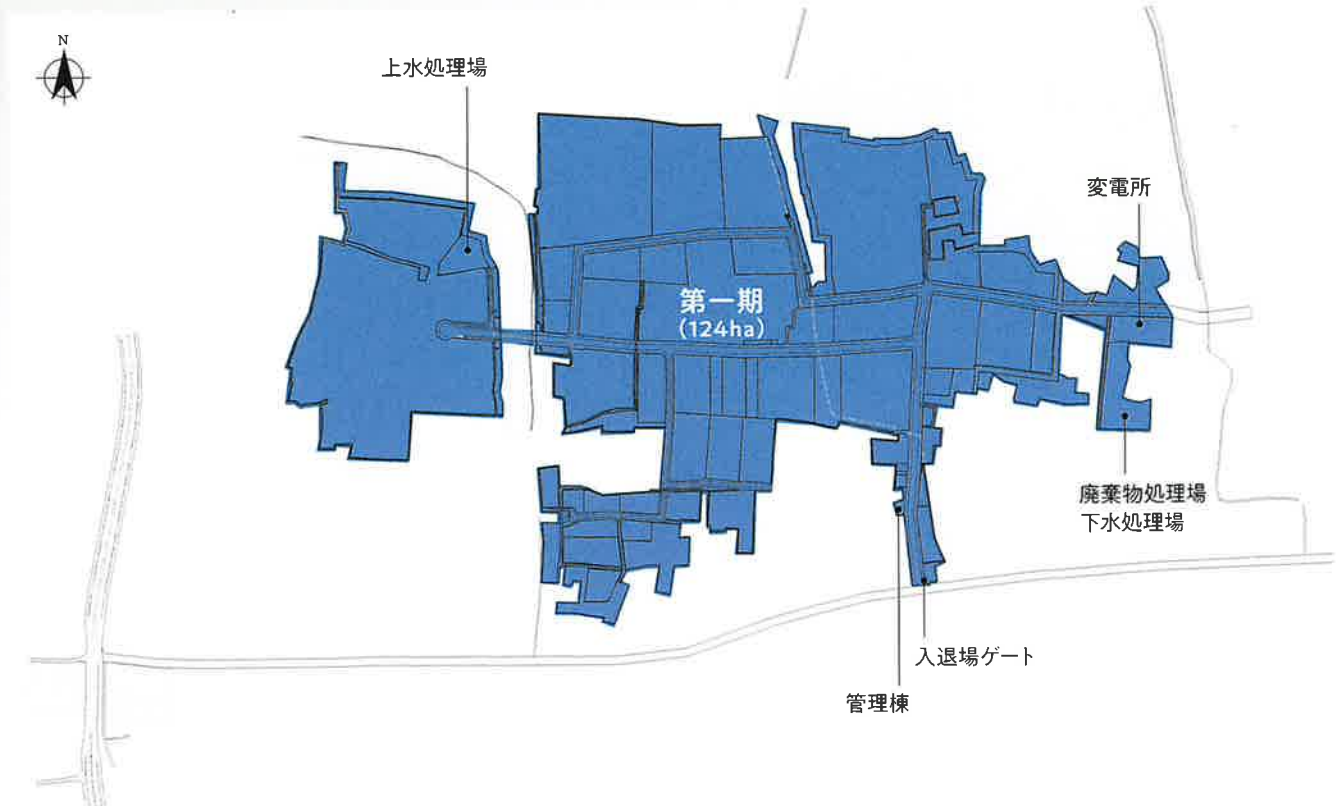 N
上水処理場
変電所
第一期
(124ha)
廃棄物処理場
下水処理場
入退場ゲート
管理棟